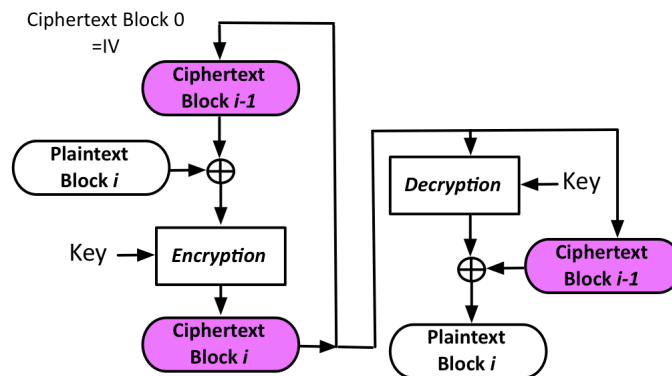 Ciphertext Block 0
=IV
Ciphertext
Block i-1
Plaintext
Block i
Key
Encryption
Ciphertext
Block i
Decryption
Key
Ciphertext
Block i-1
Plaintext
Block i